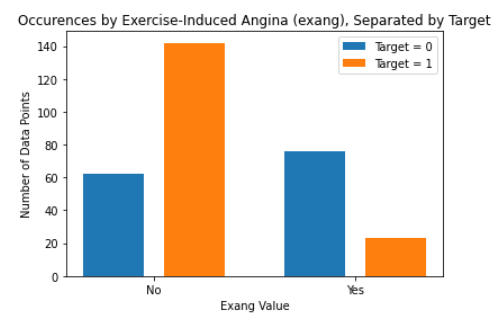 Occurences by Exercise-Induced Angina (exang), Separated by Target
Target = 0
Target = 1
Number of Data Points
140
120
100
80
60
40
20
0
No
Yes
Exang Value